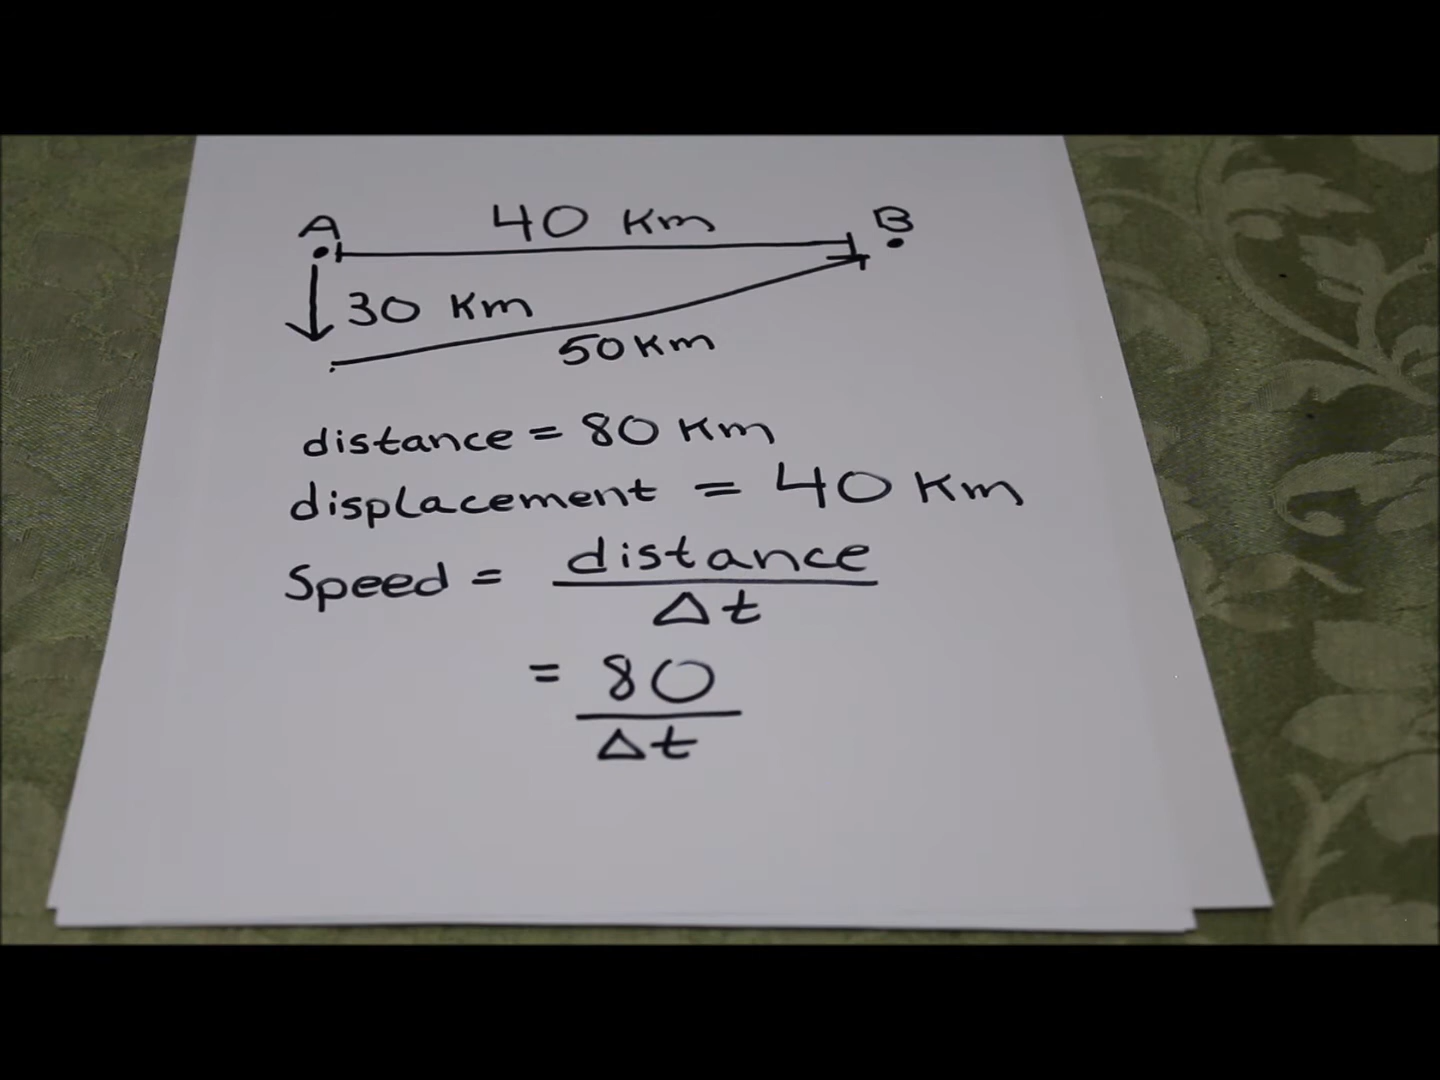 A 40 Km B
30 Km
50 Km
distance = 80 Km
displacement = 40 Km
Speed = distance
Δt
= 80
Δt